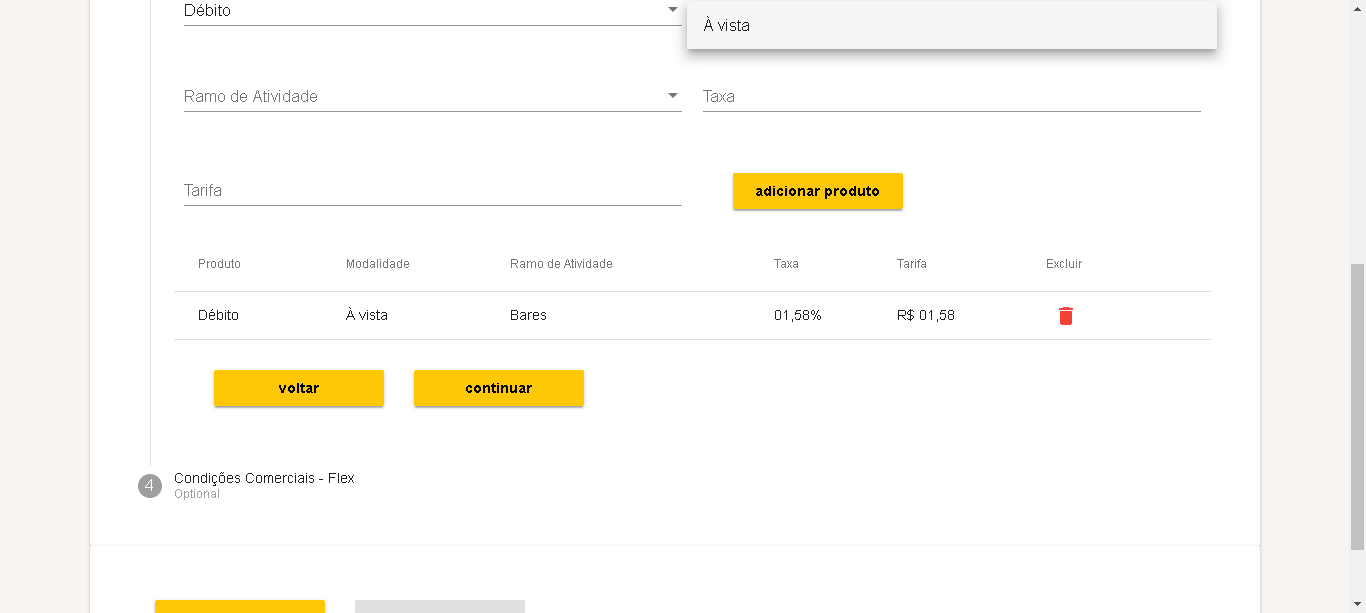 Débito
À vista
Ramo de Atividade
Taxa
Tarifa
adicionar produto
Produto Modalidade Ramo de Atividade Taxa Tarifa Excluir
Débito À vista Bares 01,58% R$ 01,58
voltar continuar
4 Condições Comerciais - Flex
Optional